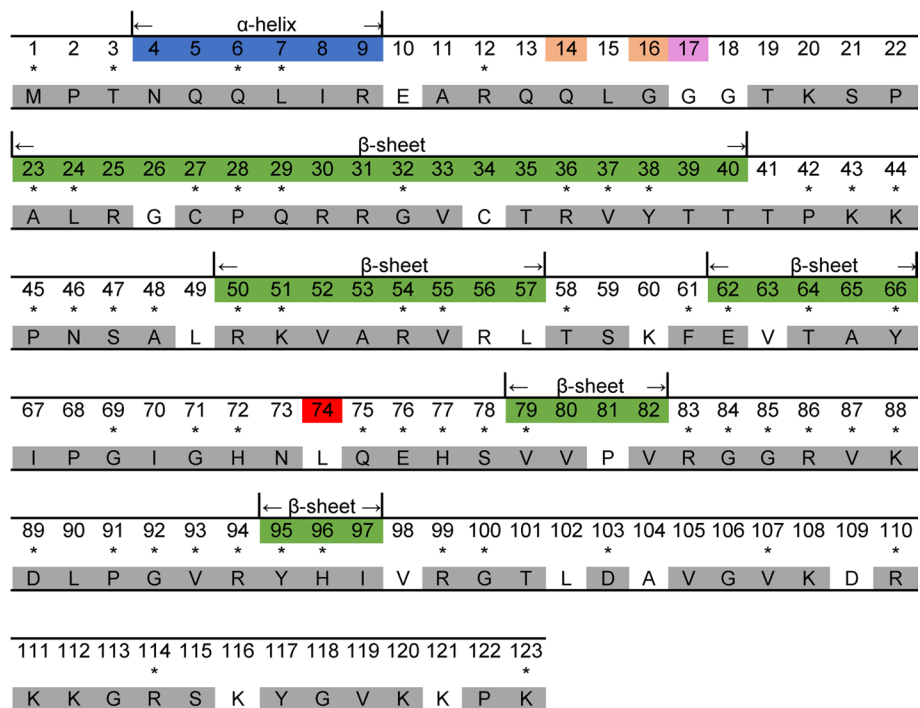 ← α-helix →
1 2 3 4 5 6 7 8 9 10 11 12 13 14 15 16 17 18 19 20 21 22
* * * * *
M P T N Q Q L I R E A R Q Q L G G G T K S P
← β-sheet →
23 24 25 26 27 28 29 30 31 32 33 34 35 36 37 38 39 40 41 42 43 44
* * * * * * * * * * * *
A L R G C P Q R R G V C T R V Y T T T P K K
← β-sheet → ← β-sheet →
45 46 47 48 49 50 51 52 53 54 55 56 57 58 59 60 61 62 63 64 65 66
* * * * * * * * * * * * *
P N S A L R K V A R V R L T S K F E V T A Y
← β-sheet →
67 68 69 70 71 72 73 74 75 76 77 78 79 80 81 82 83 84 85 86 87 88
* * * * * * * * * * * * * *
I P G I G H N L Q E H S V V P V R G G R V K
← β-sheet →
89 90 91 92 93 94 95 96 97 98 99 100 101 102 103 104 105 106 107 108 109 110
* * * * * * * * * * * *
D L P G V R Y H I V R G T L D A V G V K D R
111 112 113 114 115 116 117 118 119 120 121 122 123
* *
K K G R S K Y G V K K P K